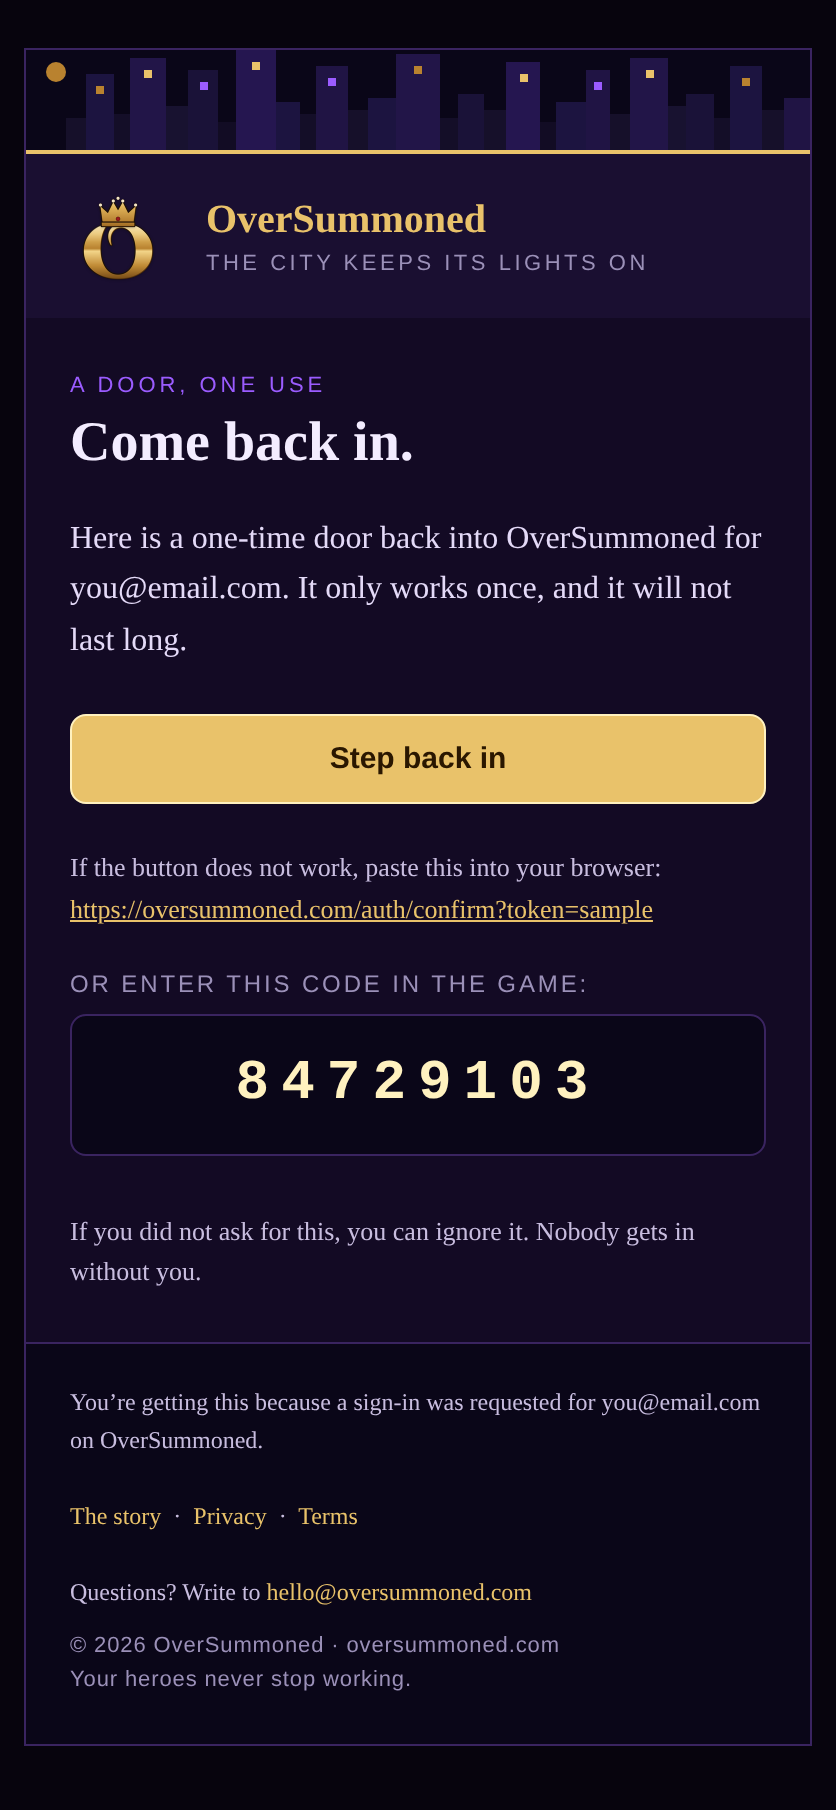 OverSummoned
THE CITY KEEPS ITS LIGHTS ON
A DOOR, ONE USE
Come back in.
Here is a one-time door back into OverSummoned for
you@email.com. It only works once, and it will not
last long.
Step back in
If the button does not work, paste this into your browser:
https://oversummoned.com/auth/confirm?token=sample
OR ENTER THIS CODE IN THE GAME:
84729103
If you did not ask for this, you can ignore it. Nobody gets in
without you.
You’re getting this because a sign-in was requested for you@email.com
on OverSummoned.
The story · Privacy · Terms
Questions? Write to hello@oversummoned.com
© 2026 OverSummoned · oversummoned.com
Your heroes never stop working.